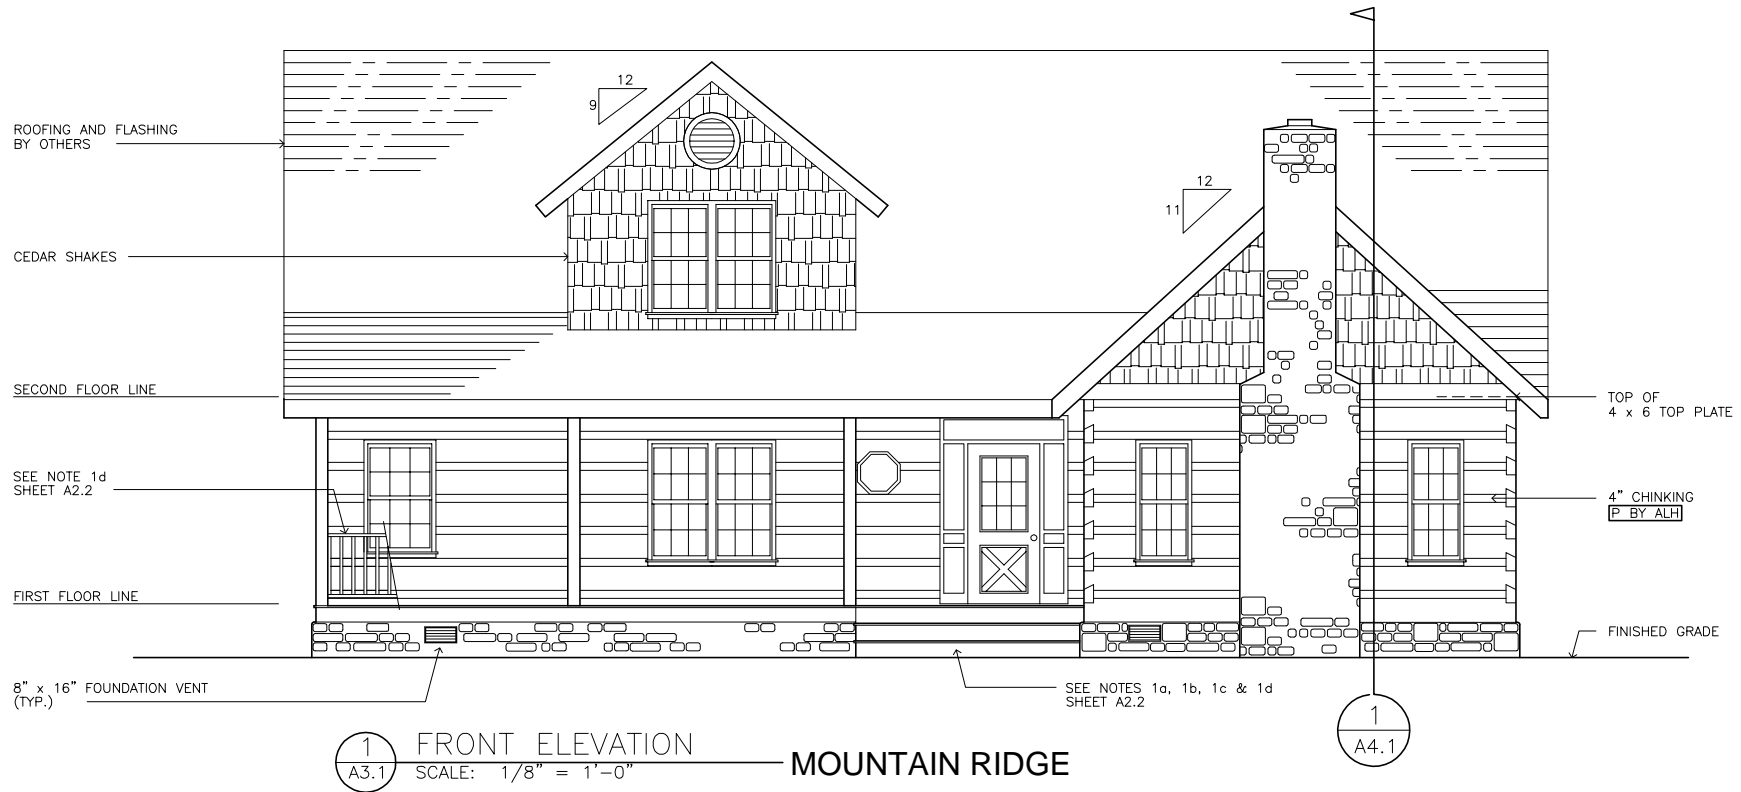 12
9
ROOFING AND FLASHING
BY OTHERS
12
11
CEDAR SHAKES
SECOND FLOOR LINE
TOP OF
4 x 6 TOP PLATE
SEE NOTE 1d
SHEET A2.2
4" CHINKING
P BY ALH
FIRST FLOOR LINE
FINISHED GRADE
8" x 16" FOUNDATION VENT
(TYP.)
SEE NOTES 1a, 1b, 1c & 1d
SHEET A2.2
1
A4.1
1
A3.1
FRONT ELEVATION
SCALE: 1/8" = 1'-0"
MOUNTAIN RIDGE